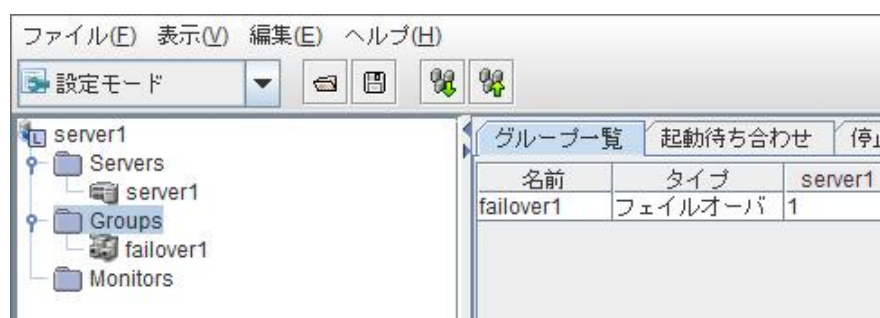 ファイル(F) 表示(V) 編集(E) ヘルプ(H)
設定モード
server1
Servers
server1
Groups
failover1
Monitors
グループ一覧 起動待ち合わせ
名前 タイプ server1
failover1 フェイルオーバ 1